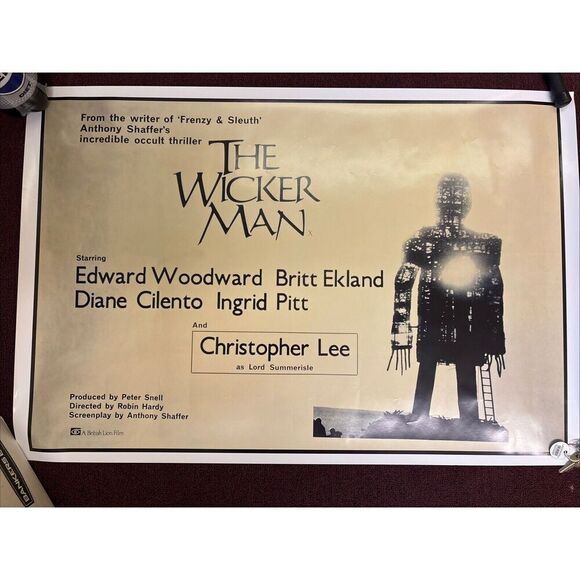 From the writer of 'Frenzy & Sleuth'
Anthony Shaffer's
incredible occult thriller
THE
WICKER
MAN X
Starring
Edward Woodward Britt Ekland
Diane Cilento Ingrid Pitt
And
Christopher Lee
as Lord Summerisle
Produced by Peter Snell
Directed by Robin Hardy
Screenplay by Anthony Shaffer
A British Lion Film
BANKERS